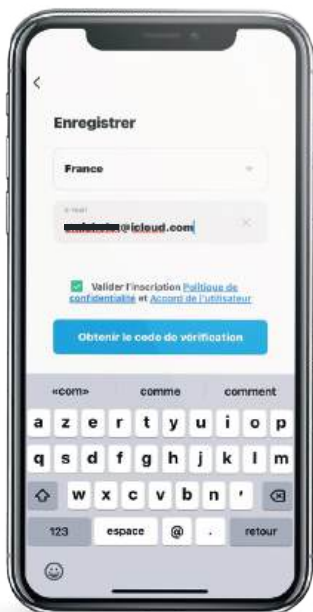 Enregistrer
France
e-mail
@icloud.com
Valider l'inscription Politique de
confidentialité et Accord de l'utilisateur
Obtenir le code de vérification
«com» comme comment
a z e r t y u i o p
q s d f g h j k l m
w x c v b n '
123 espace @ . retour